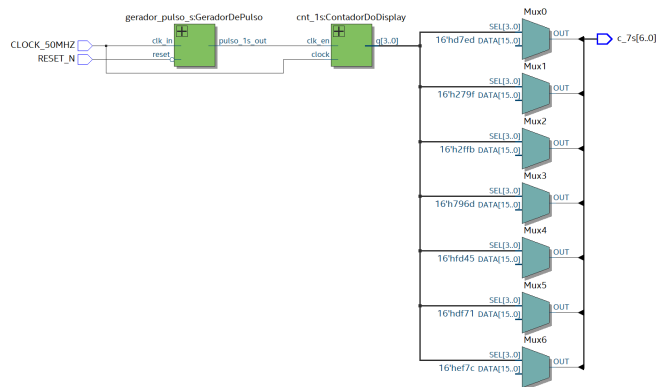 gerador_pulso_s:GeradorDePulso
cnt_1s:ContadorDoDisplay
Mux0
CLOCK_50MHZ
clk_in
pulso_1s_out
clk_en
q[3..0]
SEL[3..0]
16'hd7ed DATA[15..0]
OUT
c_7s[6..0]
RESET_N
reset
clock
Mux1
SEL[3..0]
16'h279f DATA[15..0]
OUT
Mux2
SEL[3..0]
16'h2ffb DATA[15..0]
OUT
Mux3
SEL[3..0]
16'h796d DATA[15..0]
OUT
Mux4
SEL[3..0]
16'hfd45 DATA[15..0]
OUT
Mux5
SEL[3..0]
16'hdf71 DATA[15..0]
OUT
Mux6
SEL[3..0]
16'hef7c DATA[15..0]
OUT